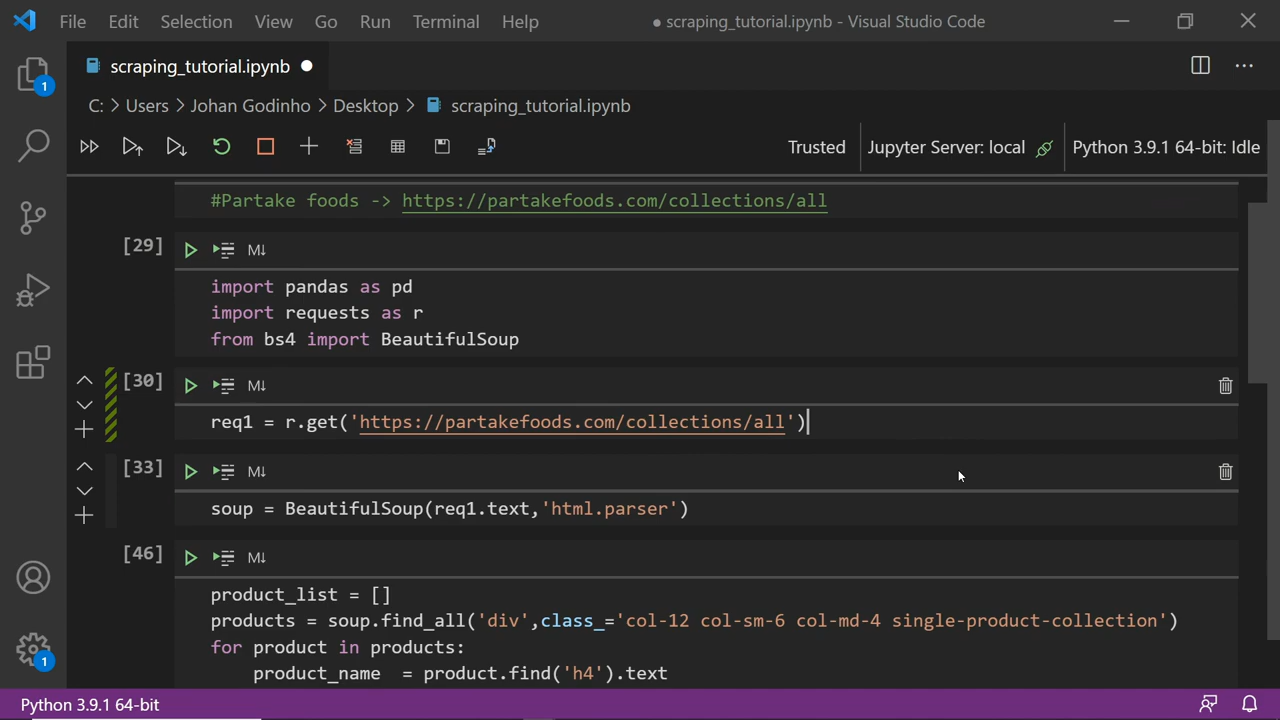 File Edit Selection View Go Run Terminal Help
● scraping_tutorial.ipynb - Visual Studio Code
scraping_tutorial.ipynb
C: > Users > Johan Godinho > Desktop > scraping_tutorial.ipynb
Trusted Jupyter Server: local Python 3.9.1 64-bit: Idle
#Partake foods -> https://partakefoods.com/collections/all
[29] M↓
import pandas as pd
import requests as r
from bs4 import BeautifulSoup
[30] M↓
req1 = r.get('https://partakefoods.com/collections/all')
[33] M↓
soup = BeautifulSoup(req1.text,'html.parser')
[46] M↓
product_list = []
products = soup.find_all('div',class_='col-12 col-sm-6 col-md-4 single-product-collection')
for product in products:
product_name  = product.find('h4').text
1
1
Python 3.9.1 64-bit